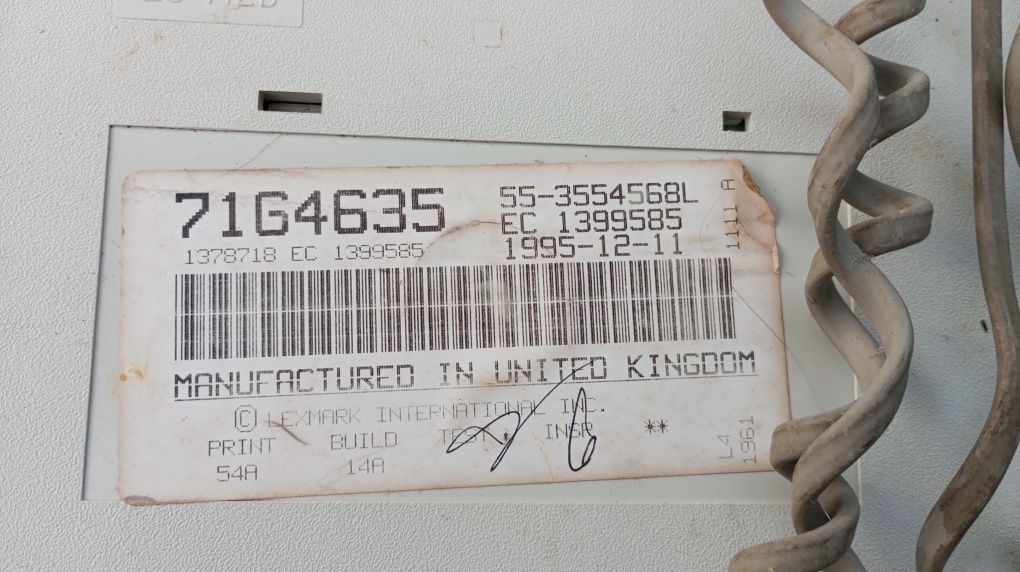 71G4635
55-3554568L
EC 1399585
1995-12-11
1378718 EC 1399585
1111 A
MANUFACTURED IN UNITED KINGDOM
© LEXMARK INTERNATIONAL INC.
PRINT BUILD TEST INSP **
54A 14A
L4
1961